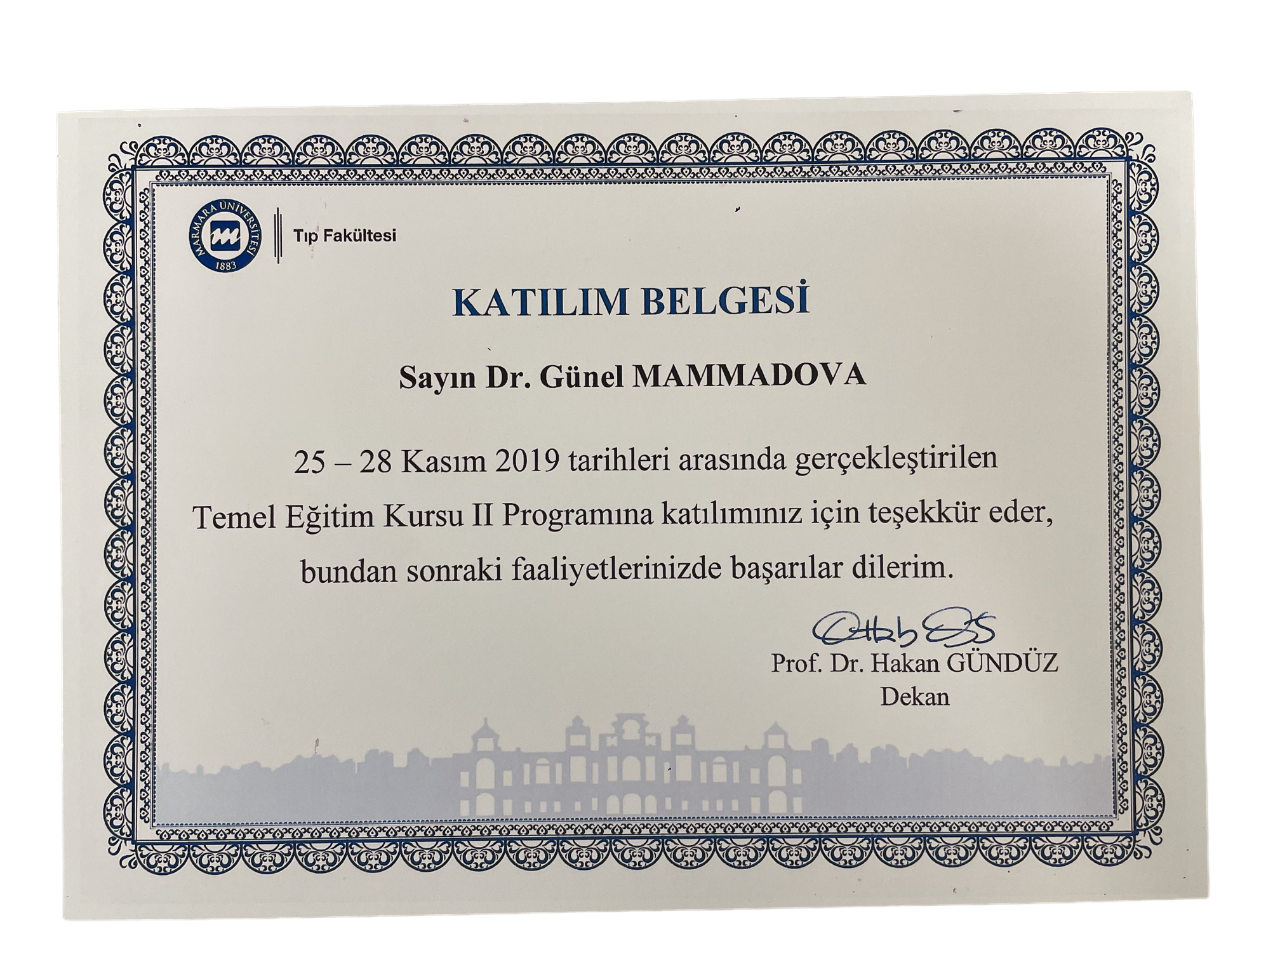 MARMARA ÜNİVERSİTESİ
1883
Tıp Fakültesi
KATILIM BELGESİ
Sayın Dr. Günel MAMMADOVA
25 – 28 Kasım 2019 tarihleri arasında gerçekleştirilen
Temel Eğitim Kursu II Programına katılımınız için teşekkür eder,
bundan sonraki faaliyetlerinizde başarılar dilerim.
Prof. Dr. Hakan GÜNDÜZ
Dekan